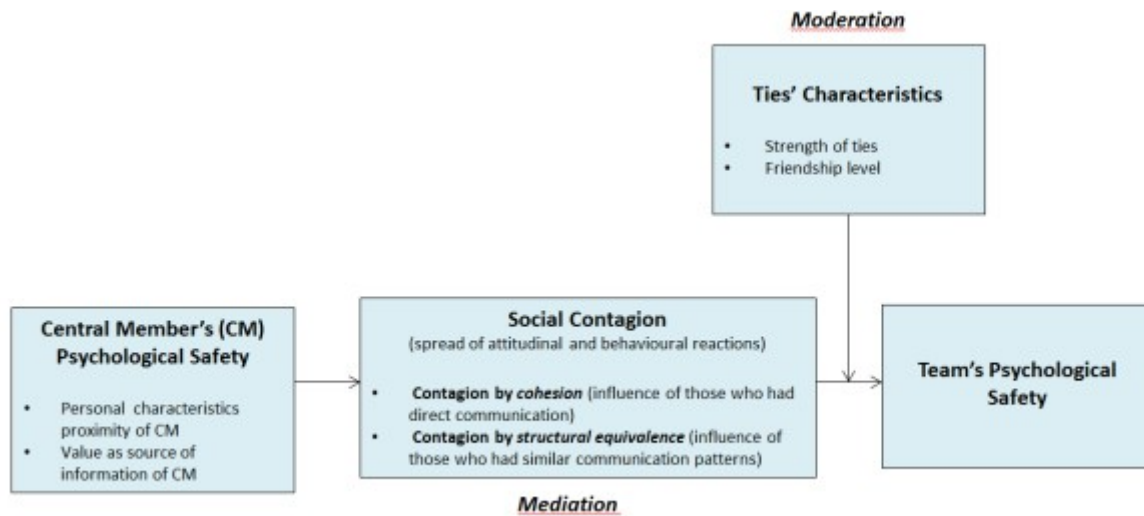 Moderation
Ties’ Characteristics
• Strength of ties
• Friendship level
Central Member’s (CM)
Psychological Safety
• Personal characteristics
proximity of CM
• Value as source of
information of CM
Social Contagion
(spread of attitudinal and behavioural reactions)
• Contagion by cohesion (influence of those who had
direct communication)
• Contagion by structural equivalence (influence of
those who had similar communication patterns)
Mediation
Team’s Psychological
Safety